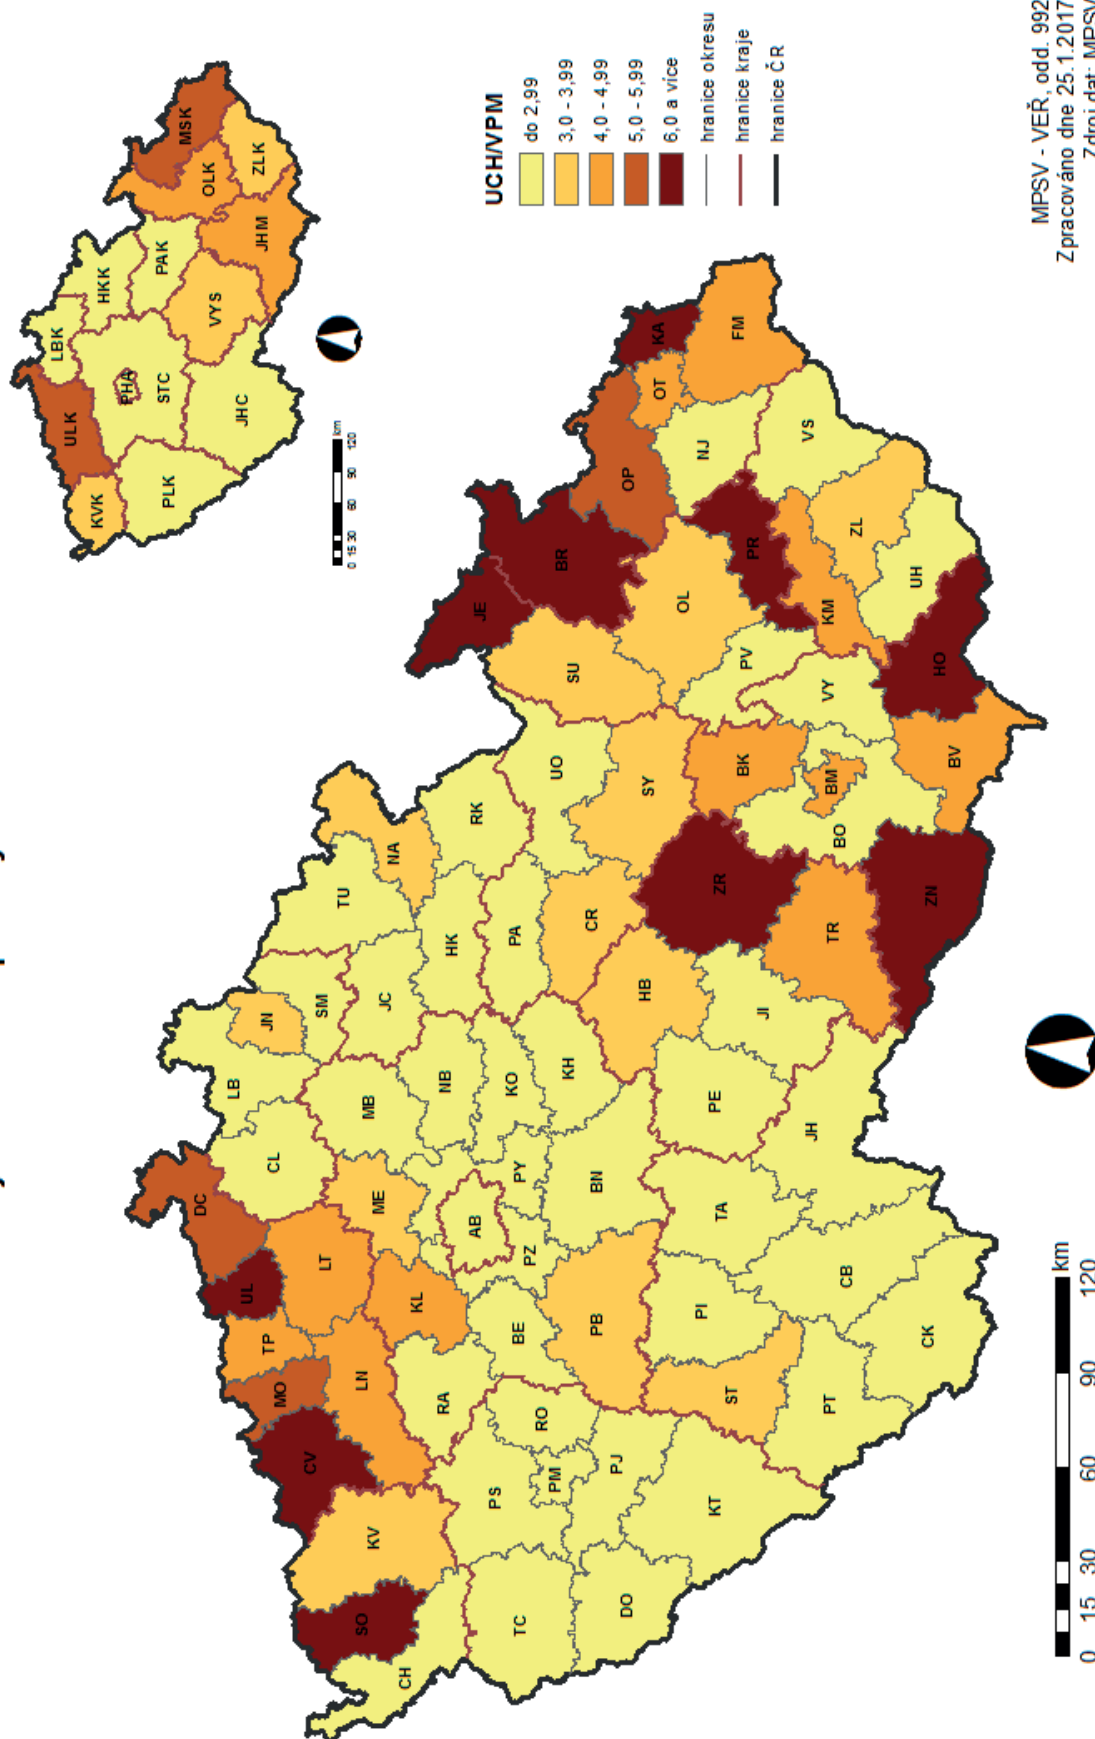 LBK
HKK
ULK
KVK
PHA
STC
PAK
PLK
JHC
VYS
OLK
MSK
ZLK
JHM
0 15 30 60 90 120
km
UCH/VPM
do 2,99
3,0 - 3,99
4,0 - 4,99
5,0 - 5,99
6,0 a více
hranice okresu
hranice kraje
hranice ČR
DC
LB
JN
UL
CL
SM
TU
TP
LT
MO
NA
CV
LN
ME
MB
JC
KV
SO
KL
CH
RA
AB
NB
HK
RK
JE
PS
PZ
PY
KO
PA
UO
BR
TC
RO
BE
PM
KH
CR
SU
DO
PJ
PB
BN
HB
SY
OP
KA
OL
OT
KT
ST
PI
TA
PE
JI
ZR
BK
PV
PR
NJ
FM
PT
CB
JH
TR
BO
BM
VY
KM
ZL
VS
CK
ZN
BV
HO
UH
0 15 30 60 90 120
km
MPSV - VEŘ, odd. 992
Zpracováno dne 25.1.2017
Zdroj dat: MPSV